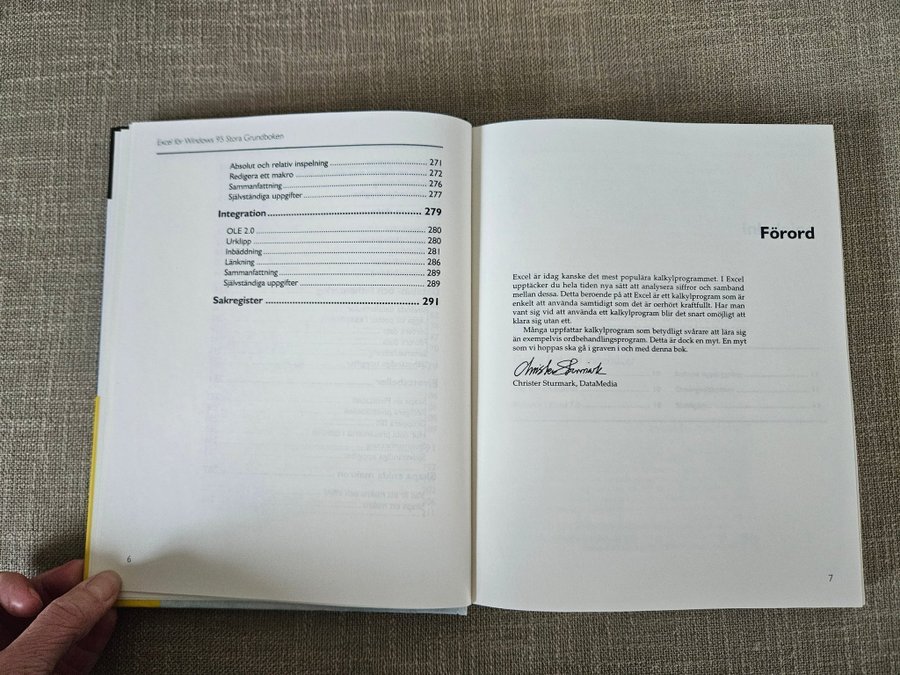 Excel för Windows 95 Stora Grundboken
Absolut och relativ inspelning 271
Redigera ett makro 272
Sammanfattning 276
Självständiga uppgifter 277
Integration 279
OLE 2.0 280
Urklipp 280
Inbäddning 281
Länkning 286
Sammanfattning 289
Självständiga uppgifter 289
Sakregister 291
6
Förord
Excel är idag kanske det mest populära kalkylprogrammet. I Excel
upptäcker du hela tiden nya sätt att analysera siffror och samband
mellan dessa. Detta beroende på att Excel är ett kalkylprogram som är
enkelt att använda samtidigt som det är oerhört kraftfullt. Har man
vant sig vid att använda ett kalkylprogram blir det snart omöjligt att
klara sig utan ett.
Många uppfattar kalkylprogram som betydligt svårare att lära sig
än exempelvis ordbehandlingsprogram. Detta är dock en myt. En myt
som vi hoppas ska gå i graven i och med denna bok.
Christer Sturmark
Christer Sturmark, DataMedia
7